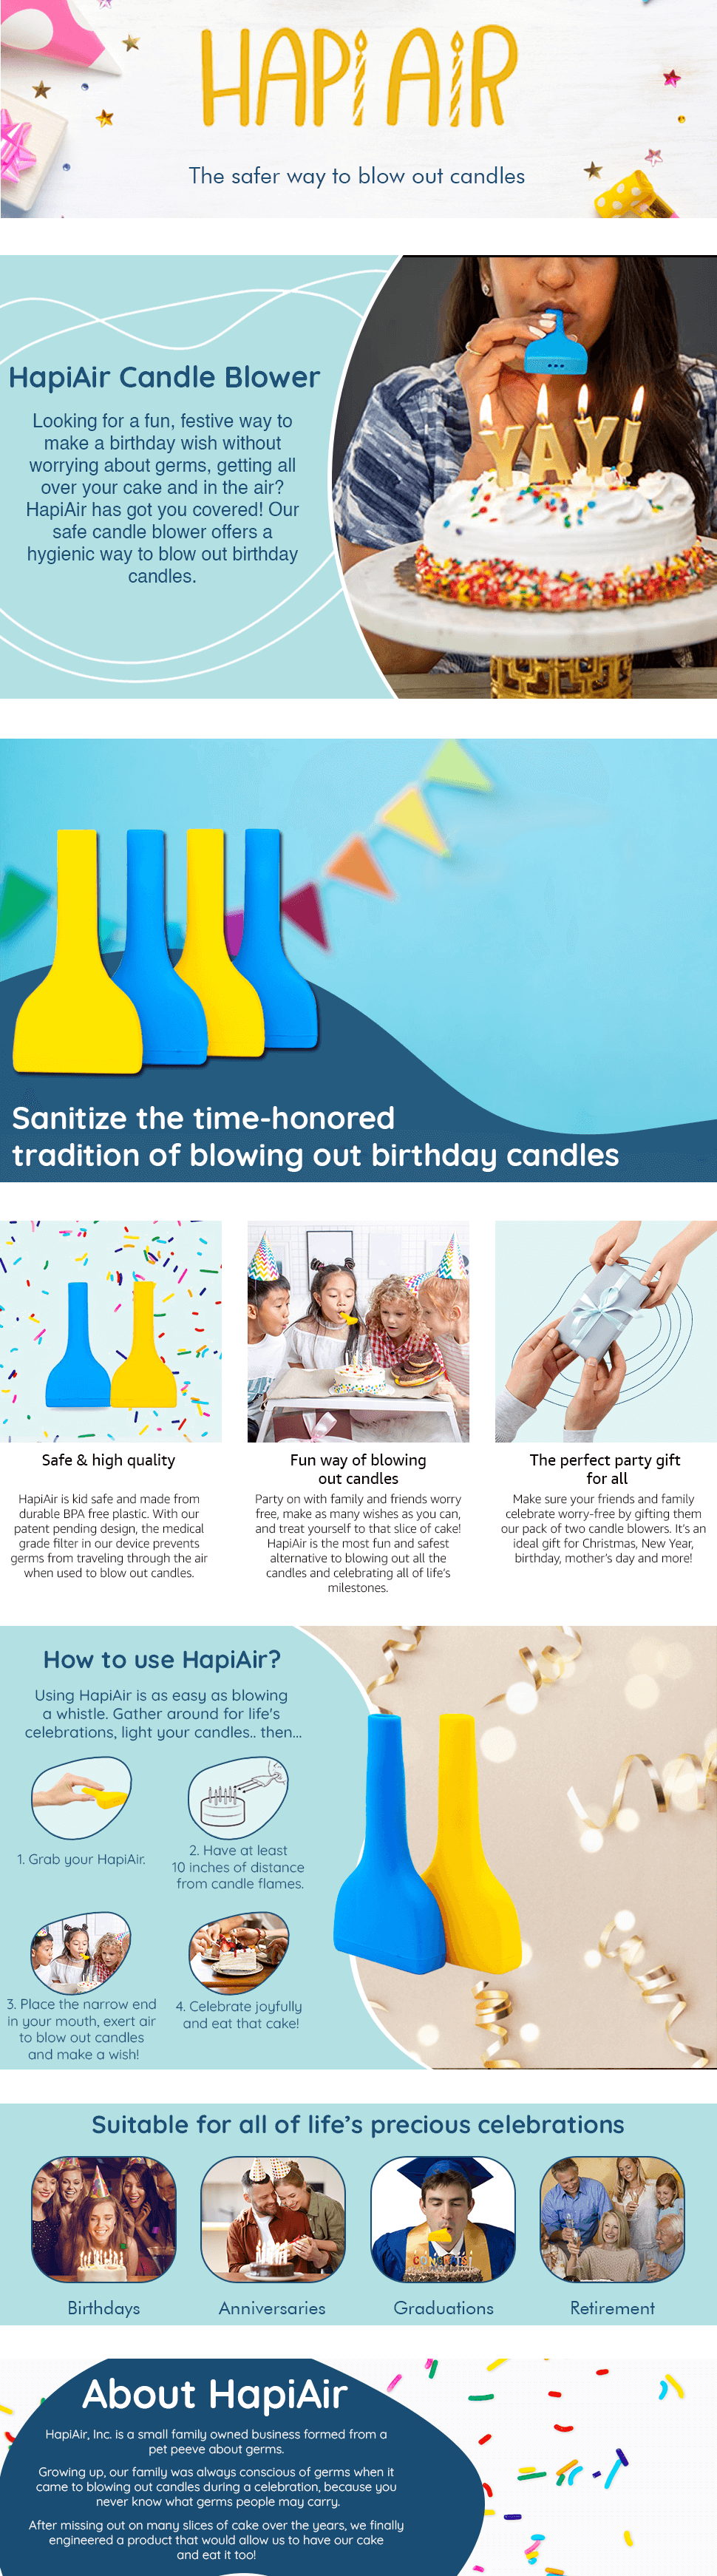 HAPI AIR
The safer way to blow out candles
HapiAir Candle Blower
Looking for a fun, festive way to
make a birthday wish without
worrying about germs, getting all
over your cake and in the air?
HapiAir has got you covered! Our
safe candle blower offers a
hygienic way to blow out birthday
candles.
YAY!
Sanitize the time-honored
tradition of blowing out birthday candles
Safe & high quality
HapiAir is kid safe and made from
durable BPA free plastic. With our
patent pending design, the medical
grade filter in our device prevents
germs from traveling through the air
when used to blow out candles.
Fun way of blowing
out candles
Party on with family and friends worry
free, make as many wishes as you can,
and treat yourself to that slice of cake!
HapiAir is the most fun and safest
alternative to blowing out all the
candles and celebrating all of life's
milestones.
The perfect party gift
for all
Make sure your friends and family
celebrate worry-free by gifting them
our pack of two candle blowers. It's an
ideal gift for Christmas, New Year,
birthday, mother's day and more!
How to use HapiAir?
Using HapiAir is as easy as blowing
a whistle. Gather around for life's
celebrations, light your candles.. then...
1. Grab your HapiAir.
2. Have at least
10 inches of distance
from candle flames.
3. Place the narrow end
in your mouth, exert air
to blow out candles
and make a wish!
4. Celebrate joyfully
and eat that cake!
Suitable for all of life's precious celebrations
CONGRATS!
Birthdays
Anniversaries
Graduations
Retirement
About HapiAir
HapiAir, Inc. is a small family owned business formed from a
pet peeve about germs.
Growing up, our family was always conscious of germs when it
came to blowing out candles during a celebration, because you
never know what germs people may carry.
After missing out on many slices of cake over the years, we finally
engineered a product that would allow us to have our cake
and eat it too!